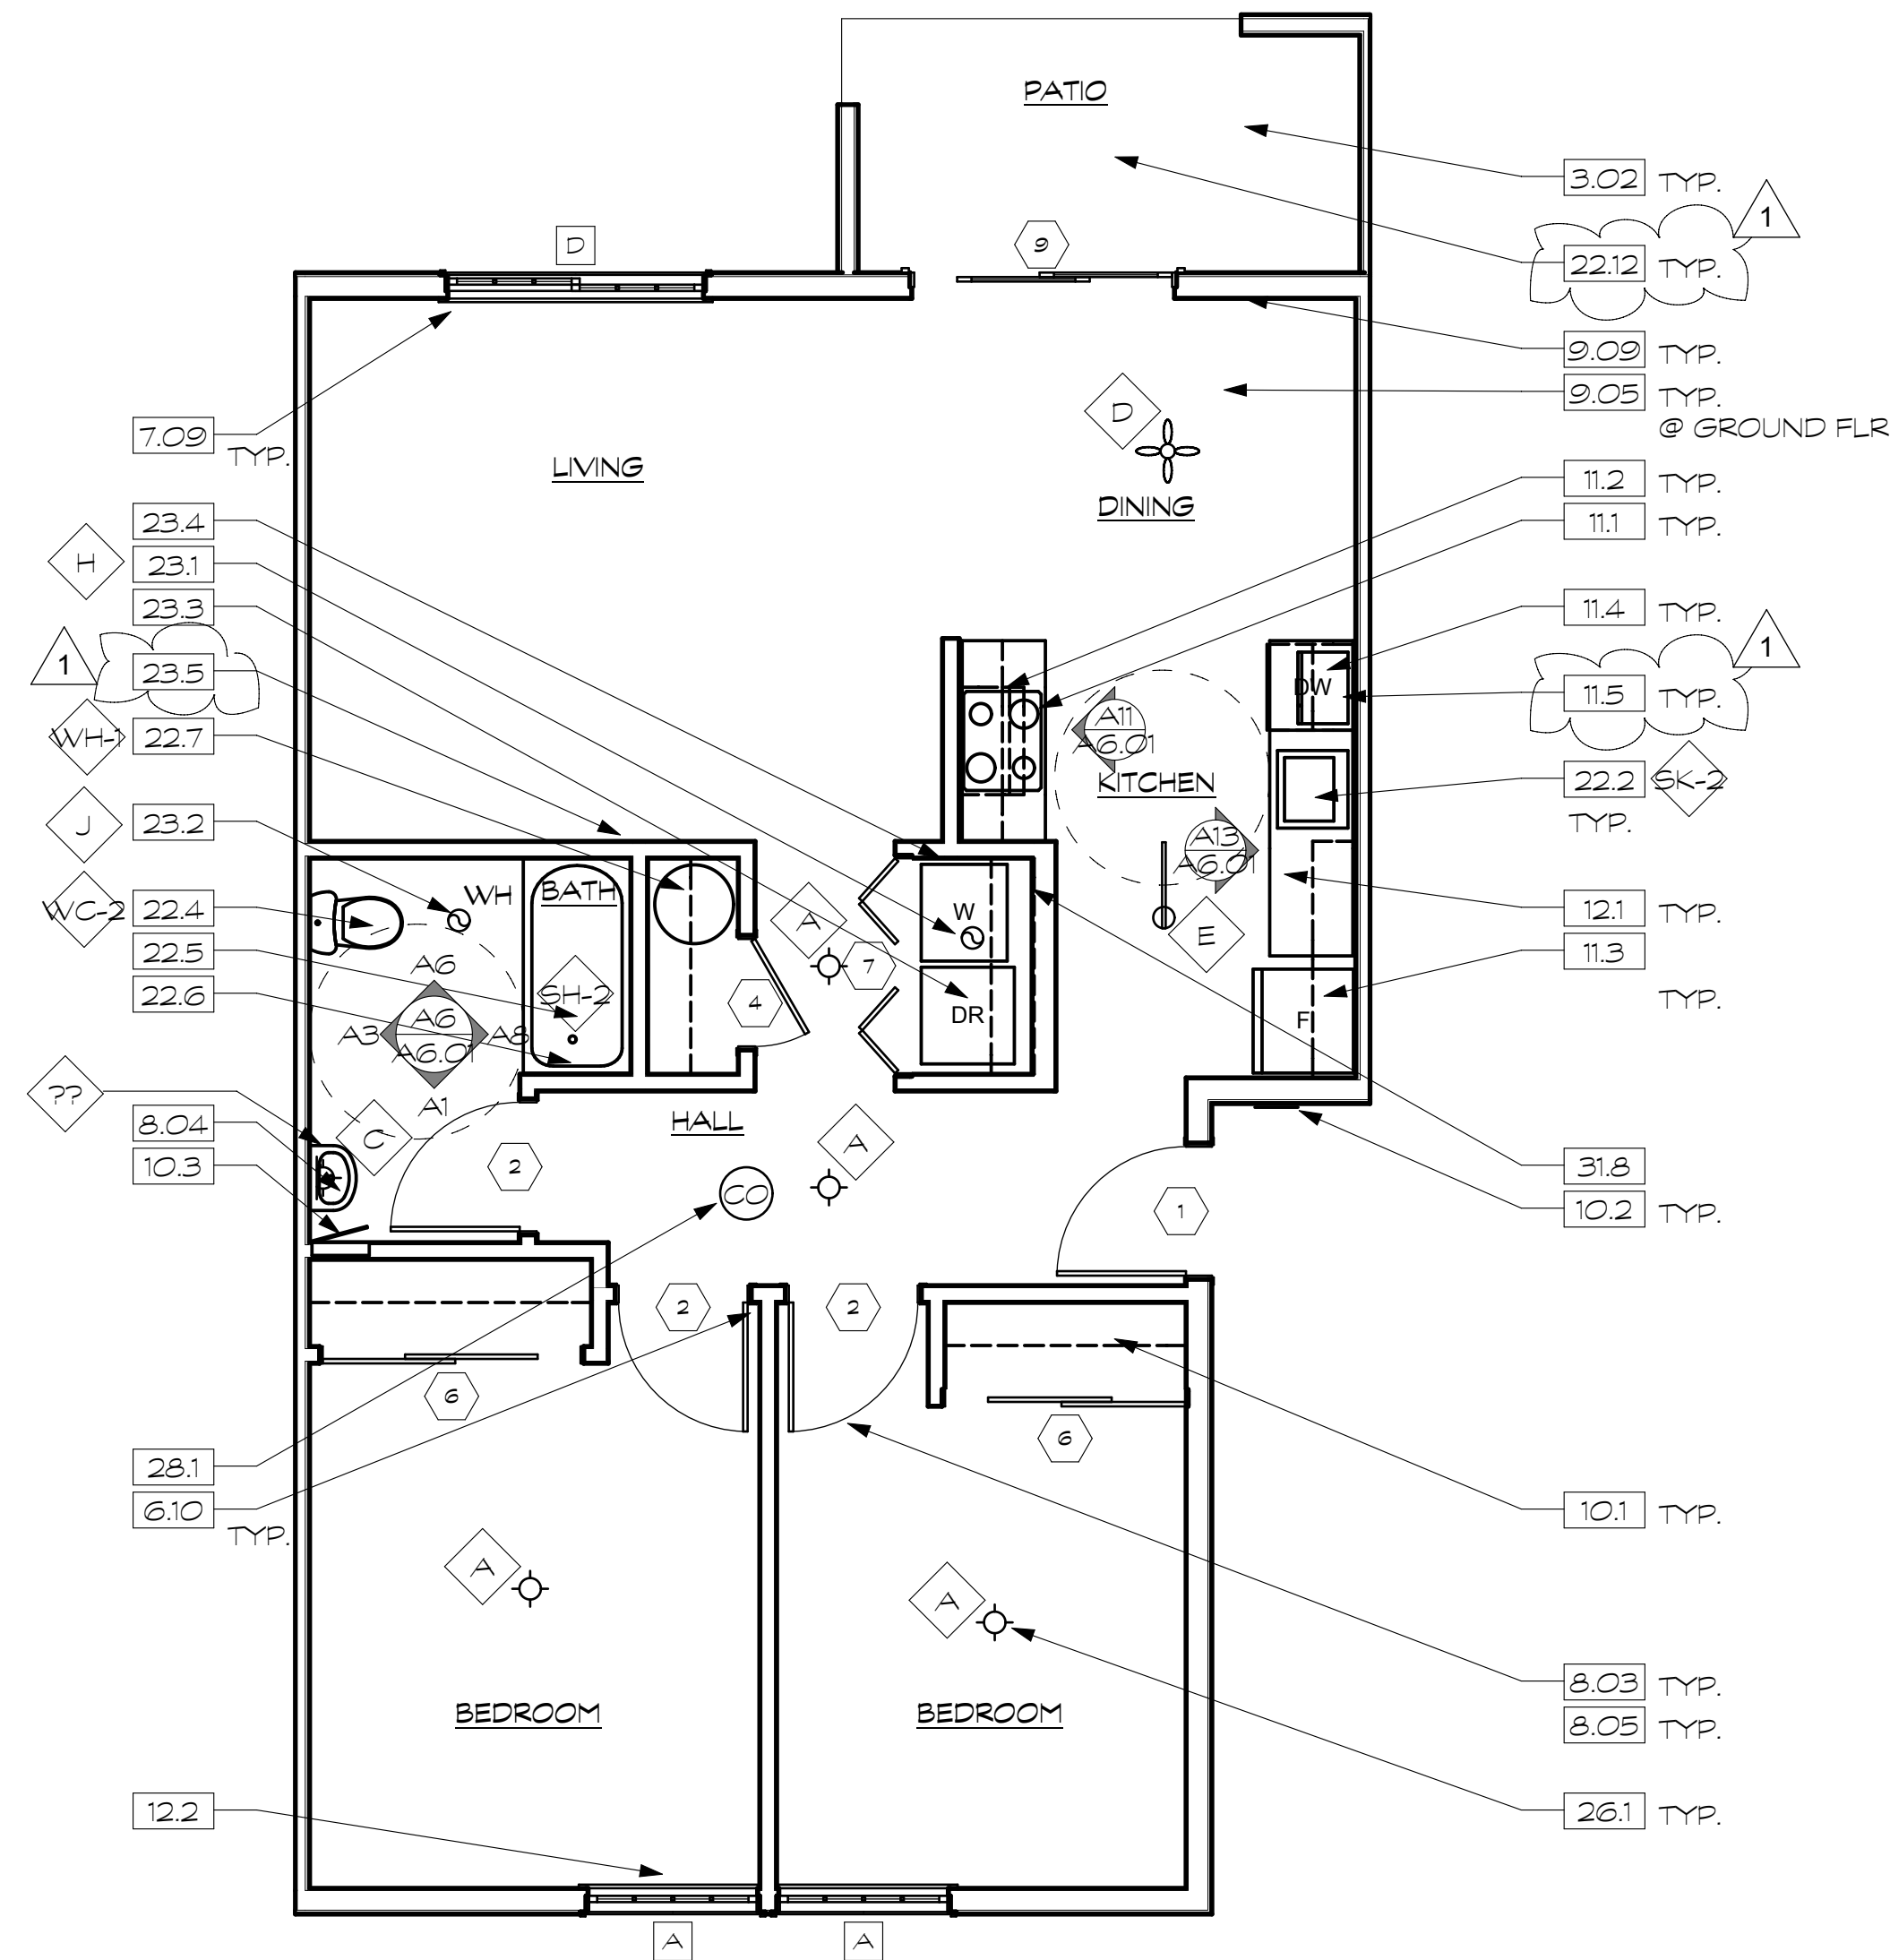 PATIO
3.02 TYP.
1
22.12 TYP.
D
9
9.09 TYP.
9.05 TYP.
@ GROUND FLR
D
7.09
TYP.
LIVING
DINING
11.2 TYP.
11.1 TYP.
23.4
H 23.1
23.3
11.4 TYP.
1
23.5
DW
11.5 TYP.
1
WH-1 22.7
A11
A6.01
KITCHEN
22.2 SK-2
TYP.
J 23.2
A13
A6.01
WC-2 22.4
WH
BATH
A
W
E
12.1 TYP.
22.5
22.6
11.3
TYP.
A6
SH-2
4
7
DR
F
A3
A6
A6.01
A8
A1
??
8.04
10.3
C
HALL
A
2
CO
1
31.8
10.2 TYP.
2
2
6
6
28.1
6.10
TYP.
10.1 TYP.
A
A
BEDROOM
BEDROOM
8.03 TYP.
8.05 TYP.
12.2
26.1 TYP.
A
A